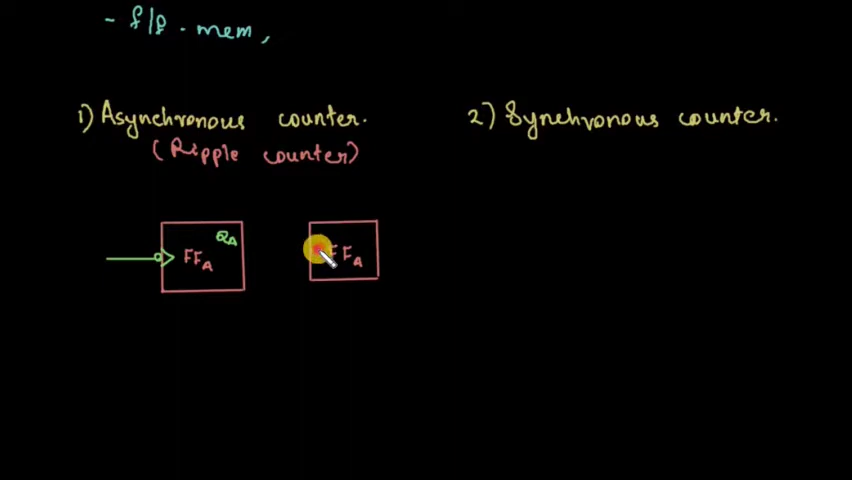 - f/f - mem,
1) Asynchronous counter.
2) Synchronous counter.
(Ripple counter)
QA
FFA
FFA